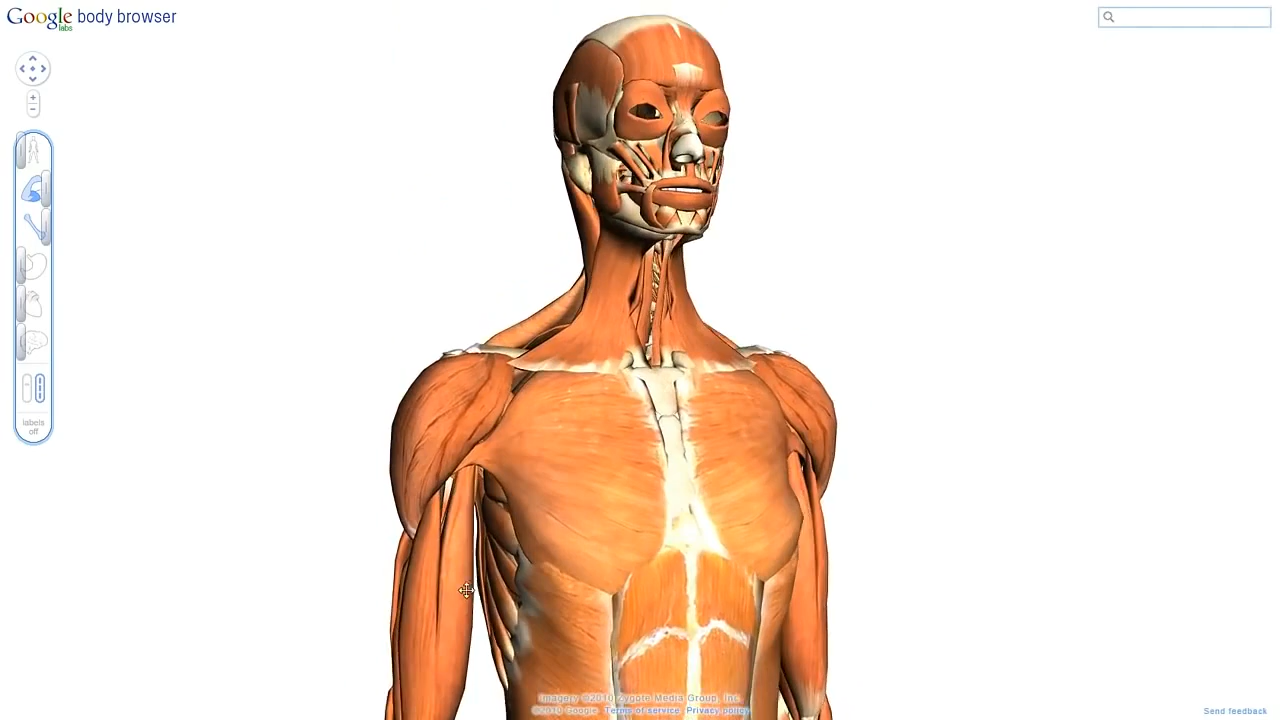 Google labs body browser
labels
off
Imagery ©2010 Zygote Media Group, Inc.
©2010 Google Terms of service Privacy policy
Send feedback